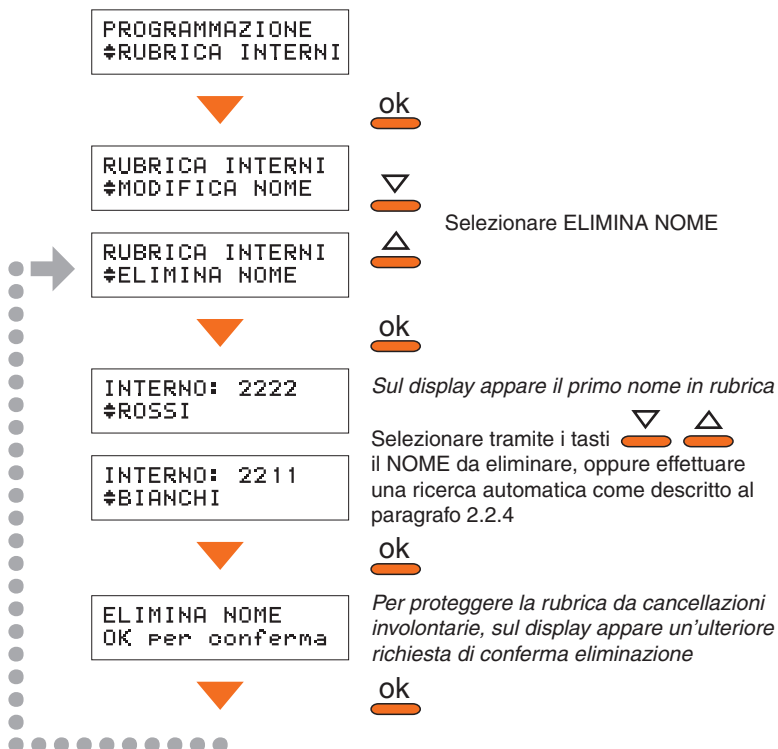 PROGRAMMAZIONE
RUBRICA INTERNI
ok
RUBRICA INTERNI
MODIFICA NOME
Selezionare ELIMINA NOME
RUBRICA INTERNI
ELIMINA NOME
ok
INTERNO: 2222
ROSSI
Sul display appare il primo nome in rubrica
Selezionare tramite i tasti
il NOME da eliminare, oppure effettuare
una ricerca automatica come descritto al
paragrafo 2.2.4
INTERNO: 2211
BIANCHI
ok
ELIMINA NOME
OK per conferma
Per proteggere la rubrica da cancellazioni
involontarie, sul display appare un'ulteriore
richiesta di conferma eliminazione
ok